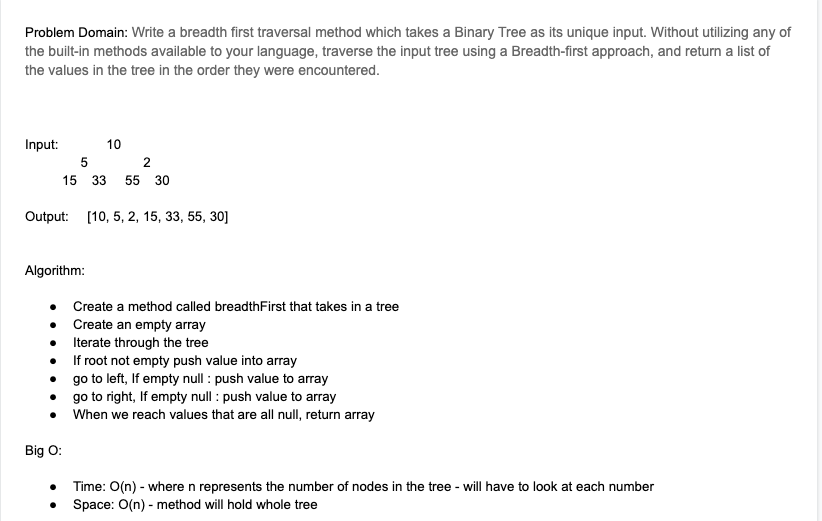 Problem Domain: Write a breadth first traversal method which takes a Binary Tree as its unique input. Without utilizing any of
the built-in methods available to your language, traverse the input tree using a Breadth-first approach, and return a list of
the values in the tree in the order they were encountered.
Input: 10
5 2
15 33 55 30
Output: [10, 5, 2, 15, 33, 55, 30]
Algorithm:
● Create a method called breadthFirst that takes in a tree
● Create an empty array
● Iterate through the tree
● If root not empty push value into array
● go to left, If empty null : push value to array
● go to right, If empty null : push value to array
● When we reach values that are all null, return array
Big O:
● Time: O(n) - where n represents the number of nodes in the tree - will have to look at each number
● Space: O(n) - method will hold whole tree